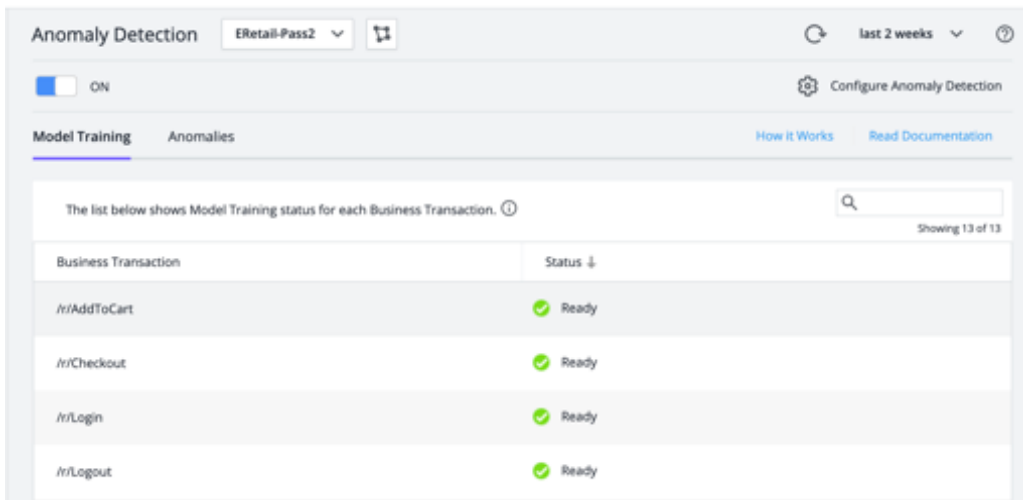 Anomaly Detection ERetail-Pass2 last 2 weeks
ON Configure Anomaly Detection
Model Training Anomalies How it Works Read Documentation
The list below shows Model Training status for each Business Transaction.
Showing 13 of 13
Business Transaction Status ↓
/r/AddToCart Ready
/r/Checkout Ready
/r/Login Ready
/r/Logout Ready